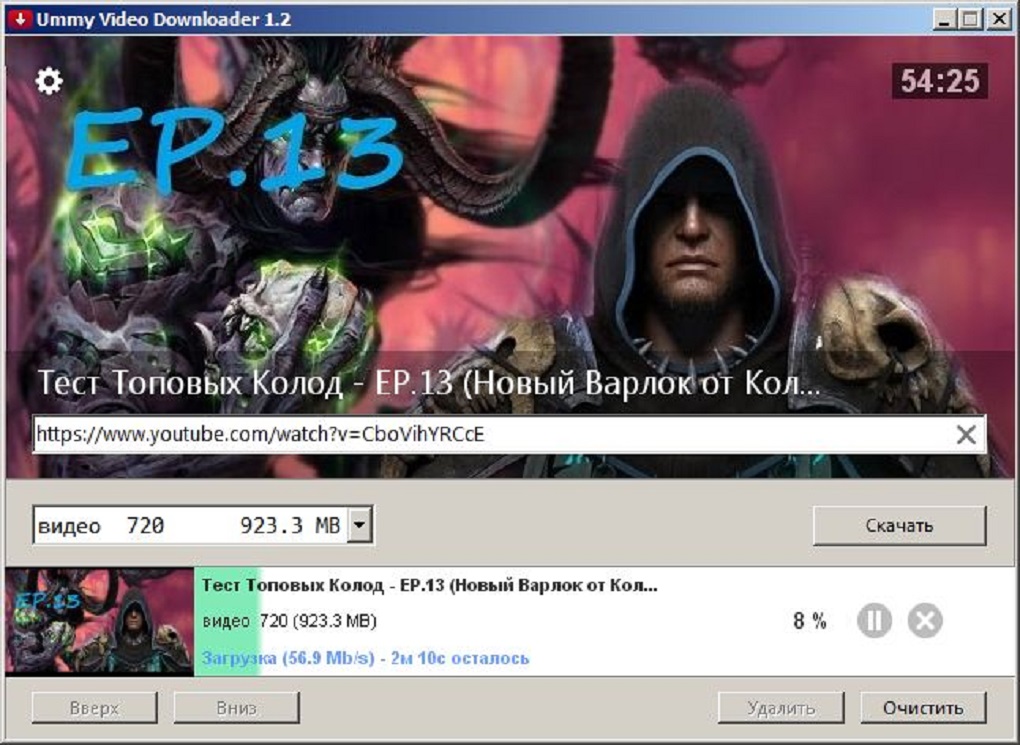 Ummy Video Downloader 1.2
54:25
EP.13
Тест Топовых Колод - EP.13 (Новый Варлок от Кол...
https://www.youtube.com/watch?v=CboVihYRCcE
видео 720 923.3 MB
Скачать
EP.13
Тест Топовых Колод - EP.13 (Новый Варлок от Кол...
видео 720 (923.3 MB)
8 %
Загрузка (56.9 Mb/s) - 2м 10с осталось
Вверх
Вниз
Удалить
Очистить